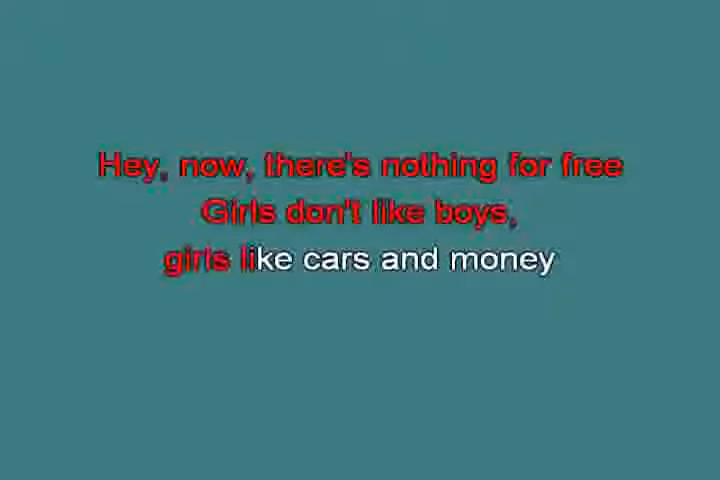 Hey, now, there's nothing for free
Girls don't like boys,
girls like cars and money